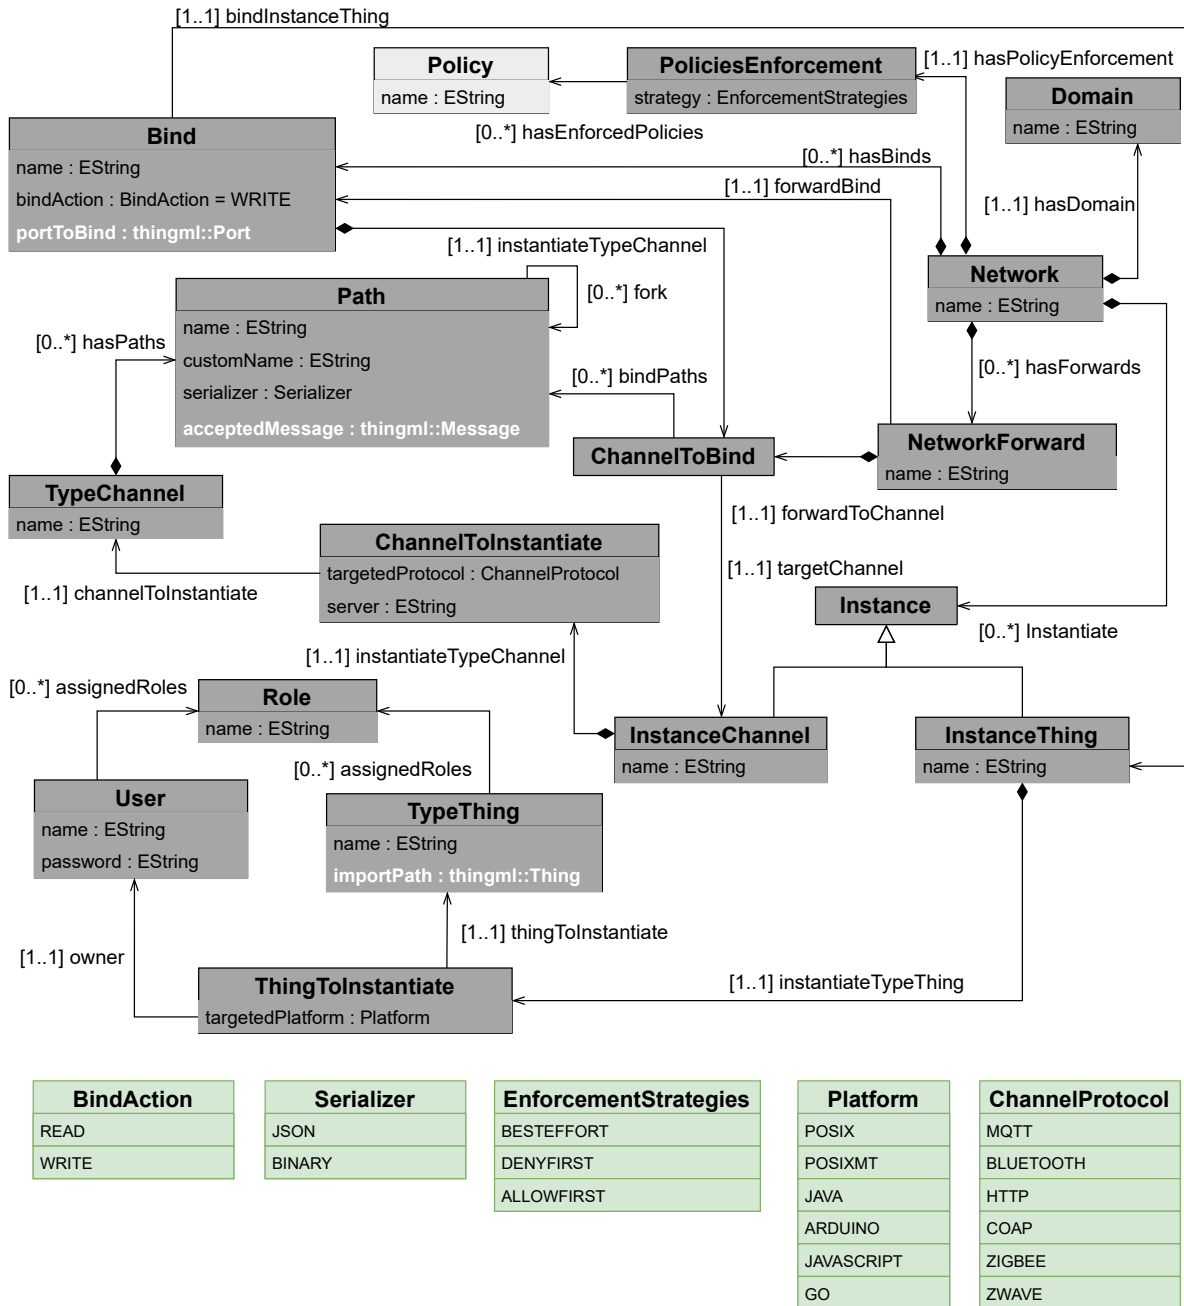 [1..1] bindInstanceThing
Policy
name : EString
PoliciesEnforcement
strategy : EnforcementStrategies
[1..1] hasPolicyEnforcement
Domain
name : EString
[0..*] hasEnforcedPolicies
Bind
name : EString
bindAction : BindAction = WRITE
portToBind : thingml::Port
[0..*] hasBinds
[1..1] forwardBind
[1..1] hasDomain
[1..1] instantiateTypeChannel
Network
name : EString
Path
name : EString
customName : EString
serializer : Serializer
acceptedMessage : thingml::Message
[0..*] fork
[0..*] hasPaths
[0..*] bindPaths
[0..*] hasForwards
ChannelToBind
NetworkForward
name : EString
TypeChannel
name : EString
[1..1] forwardToChannel
ChannelToInstantiate
targetedProtocol : ChannelProtocol
server : EString
[1..1] channelToInstantiate
[1..1] targetChannel
Instance
[0..*] Instantiate
[1..1] instantiateTypeChannel
[0..*] assignedRoles
Role
name : EString
InstanceChannel
name : EString
InstanceThing
name : EString
[0..*] assignedRoles
User
name : EString
password : EString
TypeThing
name : EString
importPath : thingml::Thing
[1..1] owner
[1..1] thingToInstantiate
ThingToInstantiate
targetedPlatform : Platform
[1..1] instantiateTypeThing
BindAction
READ
WRITE
Serializer
JSON
BINARY
EnforcementStrategies
BESTEFFORT
DENYFIRST
ALLOWFIRST
Platform
POSIX
POSIXMT
JAVA
ARDUINO
JAVASCRIPT
GO
ChannelProtocol
MQTT
BLUETOOTH
HTTP
COAP
ZIGBEE
ZWAVE